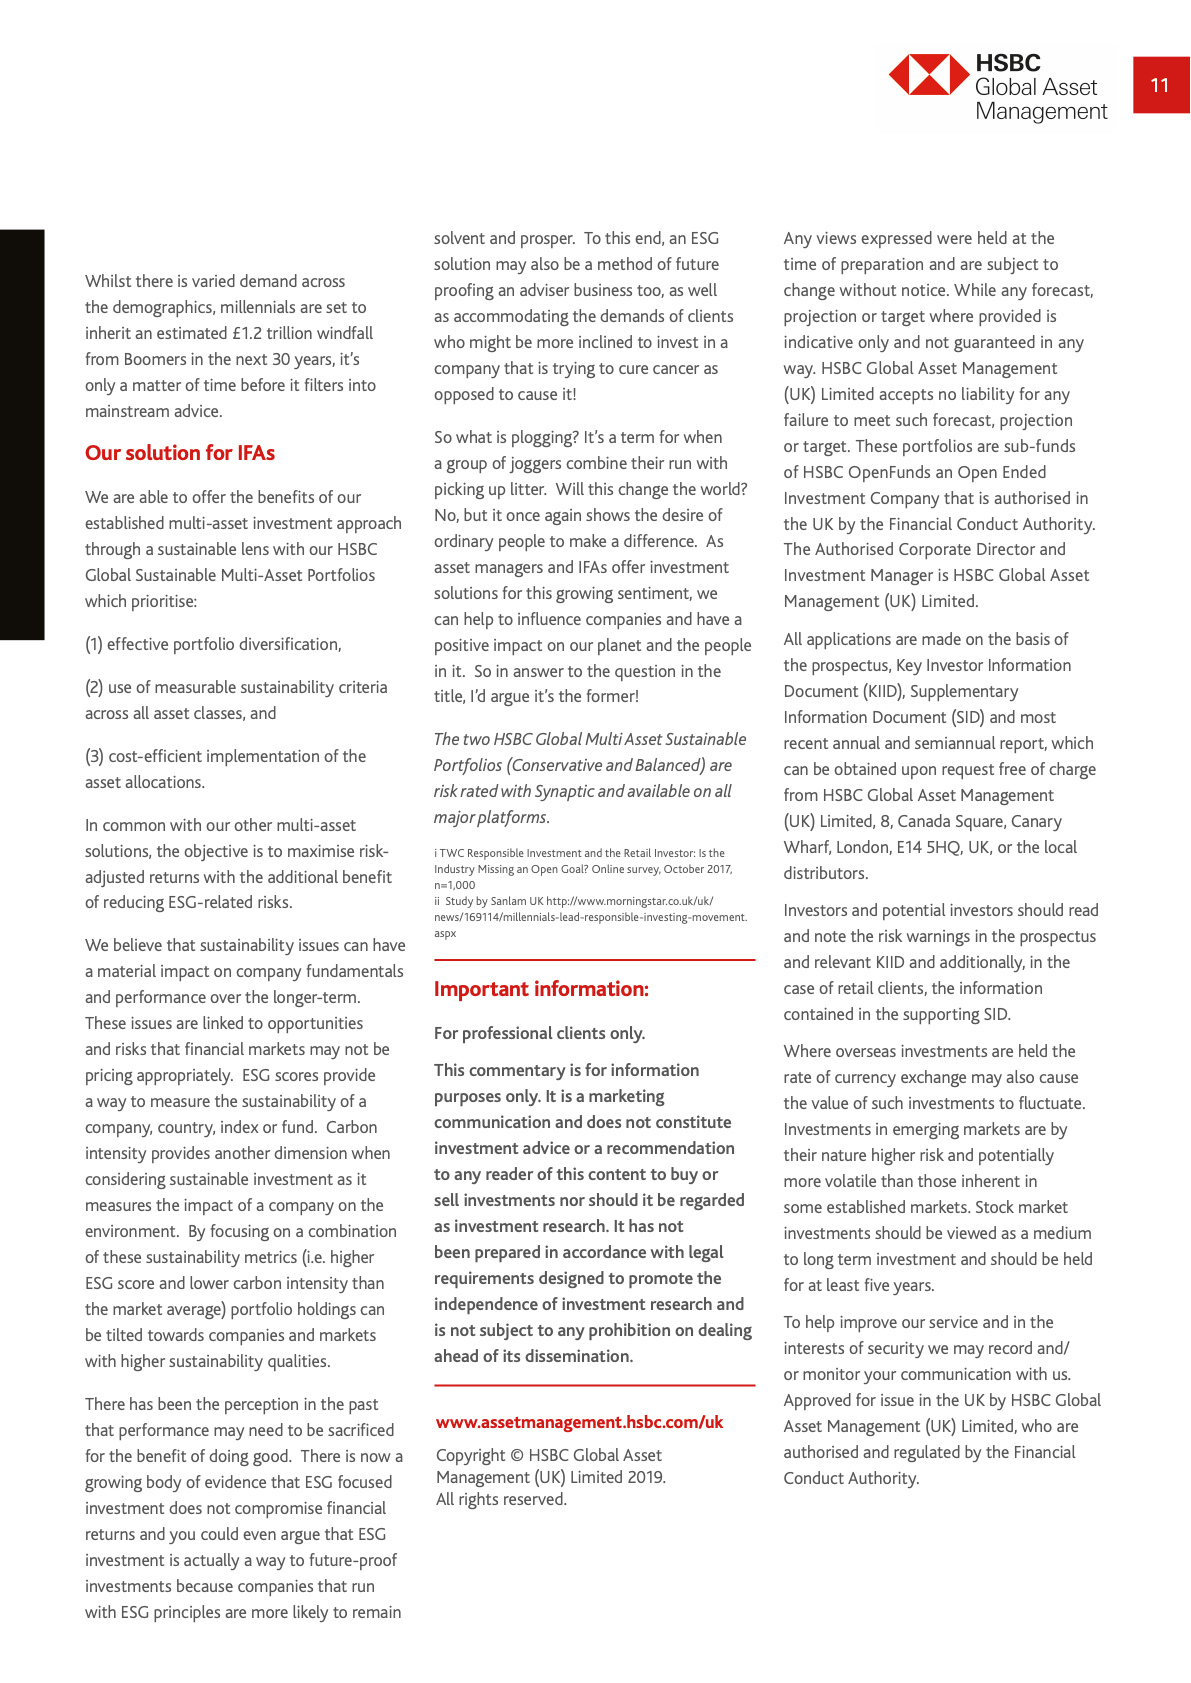 HSBC
Global Asset
Management
11
Whilst there is varied demand across
the demographics, millennials are set to
inherit an estimated £1.2 trillion windfall
from Boomers in the next 30 years, it's
only a matter of time before it filters into
mainstream advice.
Our solution for IFAs
We are able to offer the benefits of our
established multi-asset investment approach
through a sustainable lens with our HSBC
Global Sustainable Multi-Asset Portfolios
which prioritise:
(1) effective portfolio diversification,
(2) use of measurable sustainability criteria
across all asset classes, and
(3) cost-efficient implementation of the
asset allocations.
In common with our other multi-asset
solutions, the objective is to maximise risk-
adjusted returns with the additional benefit
of reducing ESG-related risks.
We believe that sustainability issues can have
a material impact on company fundamentals
and performance over the longer-term.
These issues are linked to opportunities
and risks that financial markets may not be
pricing appropriately.  ESG scores provide
a way to measure the sustainability of a
company, country, index or fund.  Carbon
intensity provides another dimension when
considering sustainable investment as it
measures the impact of a company on the
environment.  By focusing on a combination
of these sustainability metrics (i.e. higher
ESG score and lower carbon intensity than
the market average) portfolio holdings can
be tilted towards companies and markets
with higher sustainability qualities.
There has been the perception in the past
that performance may need to be sacrificed
for the benefit of doing good.  There is now a
growing body of evidence that ESG focused
investment does not compromise financial
returns and you could even argue that ESG
investment is actually a way to future-proof
investments because companies that run
with ESG principles are more likely to remain
solvent and prosper.  To this end, an ESG
solution may also be a method of future
proofing an adviser business too, as well
as accommodating the demands of clients
who might be more inclined to invest in a
company that is trying to cure cancer as
opposed to cause it!
So what is plogging? It's a term for when
a group of joggers combine their run with
picking up litter.  Will this change the world?
No, but it once again shows the desire of
ordinary people to make a difference.  As
asset managers and IFAs offer investment
solutions for this growing sentiment, we
can help to influence companies and have a
positive impact on our planet and the people
in it.  So in answer to the question in the
title, I'd argue it's the former!
The two HSBC Global Multi Asset Sustainable
Portfolios (Conservative and Balanced) are
risk rated with Synaptic and available on all
major platforms.
i TWC Responsible Investment and the Retail Investor: Is the
Industry Missing an Open Goal? Online survey, October 2017,
n=1,000
ii  Study by Sanlam UK http://www.morningstar.co.uk/uk/
news/169114/millennials-lead-responsible-investing-movement.
aspx
Important information:
For professional clients only.
This commentary is for information
purposes only. It is a marketing
communication and does not constitute
investment advice or a recommendation
to any reader of this content to buy or
sell investments nor should it be regarded
as investment research. It has not
been prepared in accordance with legal
requirements designed to promote the
independence of investment research and
is not subject to any prohibition on dealing
ahead of its dissemination.
www.assetmanagement.hsbc.com/uk
Copyright © HSBC Global Asset
Management (UK) Limited 2019.
All rights reserved.
Any views expressed were held at the
time of preparation and are subject to
change without notice. While any forecast,
projection or target where provided is
indicative only and not guaranteed in any
way. HSBC Global Asset Management
(UK) Limited accepts no liability for any
failure to meet such forecast, projection
or target. These portfolios are sub-funds
of HSBC OpenFunds an Open Ended
Investment Company that is authorised in
the UK by the Financial Conduct Authority.
The Authorised Corporate Director and
Investment Manager is HSBC Global Asset
Management (UK) Limited.
All applications are made on the basis of
the prospectus, Key Investor Information
Document (KIID), Supplementary
Information Document (SID) and most
recent annual and semiannual report, which
can be obtained upon request free of charge
from HSBC Global Asset Management
(UK) Limited, 8, Canada Square, Canary
Wharf, London, E14 5HQ, UK, or the local
distributors.
Investors and potential investors should read
and note the risk warnings in the prospectus
and relevant KIID and additionally, in the
case of retail clients, the information
contained in the supporting SID.
Where overseas investments are held the
rate of currency exchange may also cause
the value of such investments to fluctuate.
Investments in emerging markets are by
their nature higher risk and potentially
more volatile than those inherent in
some established markets. Stock market
investments should be viewed as a medium
to long term investment and should be held
for at least five years.
To help improve our service and in the
interests of security we may record and/
or monitor your communication with us.
Approved for issue in the UK by HSBC Global
Asset Management (UK) Limited, who are
authorised and regulated by the Financial
Conduct Authority.